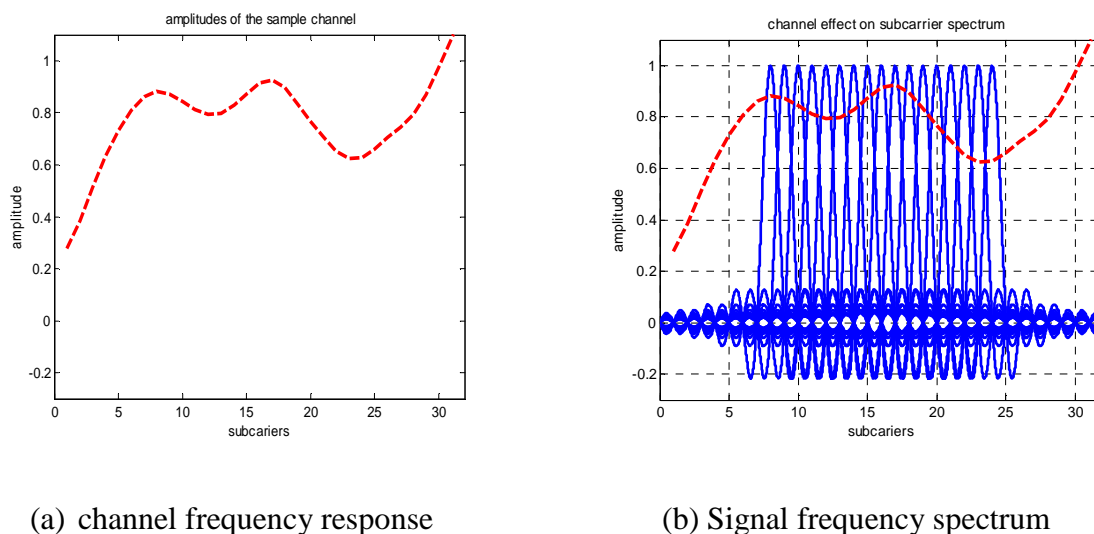 amplitudes of the sample channel
1
0.8
0.6
0.4
0.2
0
-0.2
amplitude
0 5 10 15 20 25 30
subcariers
channel effect on subcarrier spectrum
1
0.8
0.6
0.4
0.2
0
-0.2
amplitude
0 5 10 15 20 25 30
subcariers
(a) channel frequency response
(b) Signal frequency spectrum